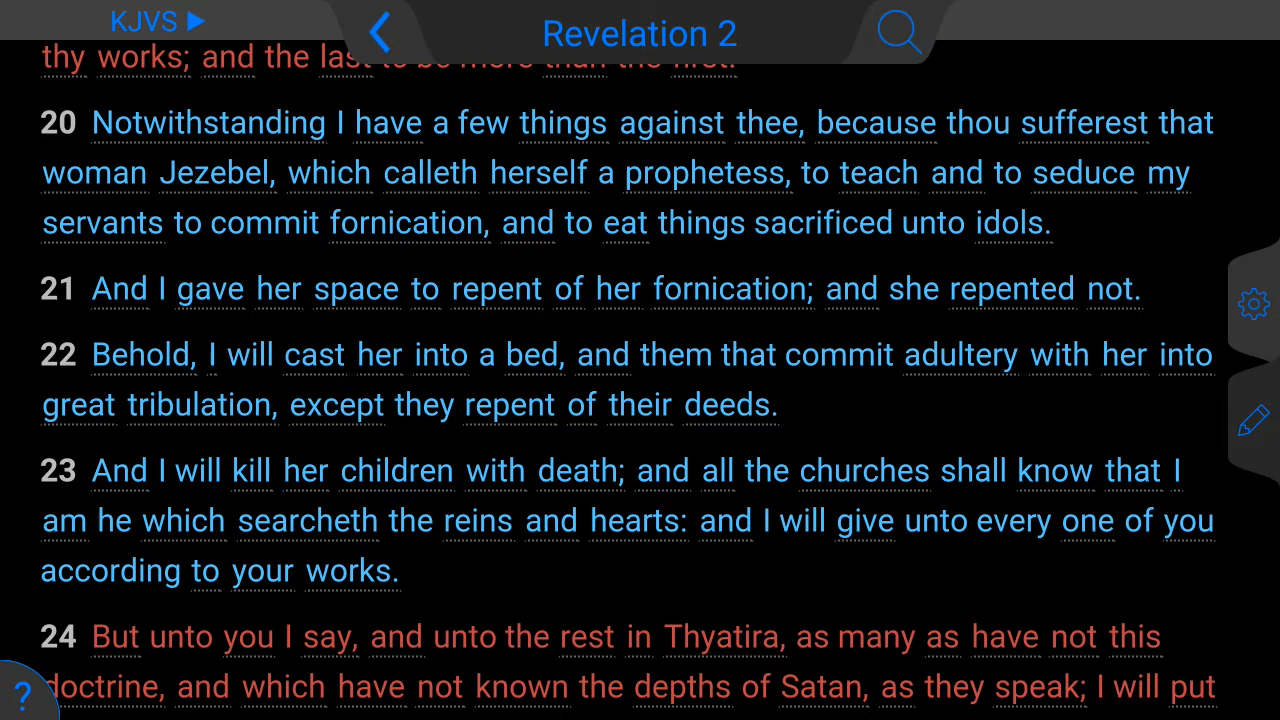 KJVS ▶
Revelation 2
thy works; and the last to be more than the first.
20 Notwithstanding I have a few things against thee, because thou sufferest that
woman Jezebel, which calleth herself a prophetess, to teach and to seduce my
servants to commit fornication, and to eat things sacrificed unto idols.
21 And I gave her space to repent of her fornication; and she repented not.
22 Behold, I will cast her into a bed, and them that commit adultery with her into
great tribulation, except they repent of their deeds.
23 And I will kill her children with death; and all the churches shall know that I
am he which searcheth the reins and hearts: and I will give unto every one of you
according to your works.
24 But unto you I say, and unto the rest in Thyatira, as many as have not this
doctrine, and which have not known the depths of Satan, as they speak; I will put
?